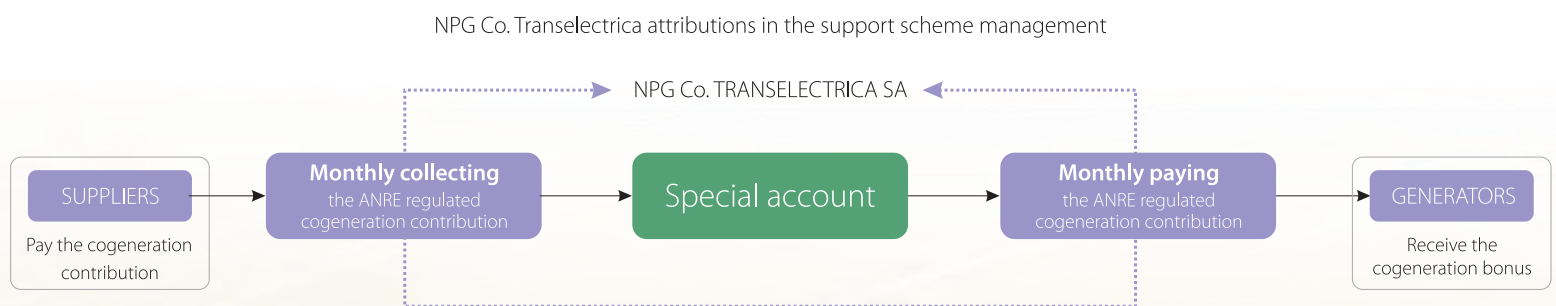 NPG Co. Transelectrica attributions in the support scheme management
NPG Co. TRANSELECTRICA SA
SUPPLIERS
Pay the cogeneration
contribution
Monthly collecting
the ANRE regulated
cogeneration contribution
Special account
Monthly paying
the ANRE regulated
cogeneration contribution
GENERATORS
Receive the
cogeneration bonus